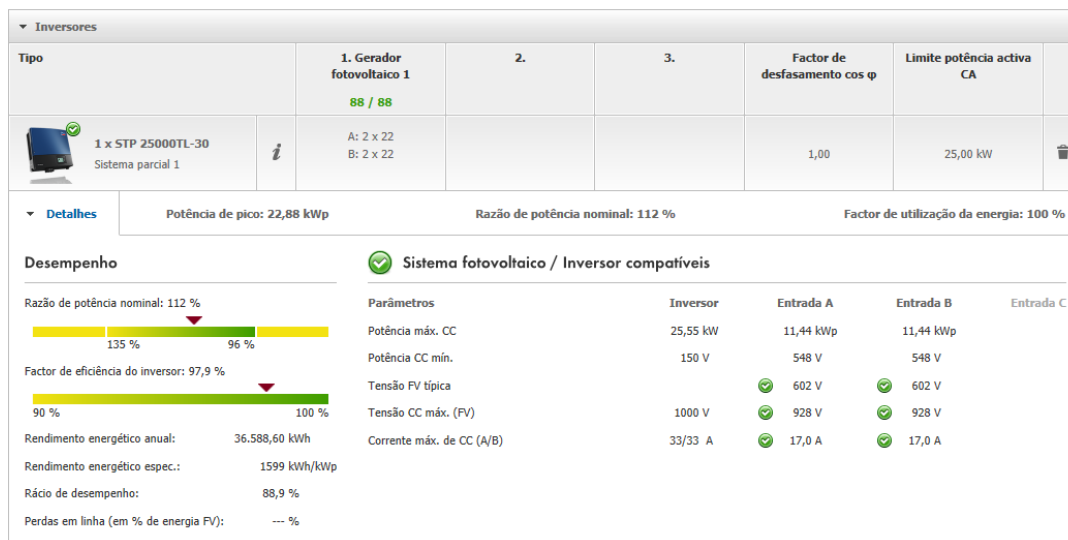 Inversores
Tipo
1. Gerador
fotovoltaico 1
88 / 88
2.
3.
Factor de
desfasamento cos φ
Limite potência activa
CA
1 x STP 25000TL-30
Sistema parcial 1
i
A: 2 x 22
B: 2 x 22
1,00
25,00 kW
Detalhes
Potência de pico: 22,88 kWp
Razão de potência nominal: 112 %
Factor de utilização da energia: 100 %
Desempenho
Razão de potência nominal: 112 %
135 % 96 %
Factor de eficiência do inversor: 97,9 %
90 % 100 %
Rendimento energético anual: 36.588,60 kWh
Rendimento energético espec.: 1599 kWh/kWp
Rácio de desempenho: 88,9 %
Perdas em linha (em % de energia FV): --- %
Sistema fotovoltaico / Inversor compatíveis
Parâmetros Inversor Entrada A Entrada B Entrada C
Potência máx. CC 25,55 kW 11,44 kWp 11,44 kWp
Potência CC mín. 150 V 548 V 548 V
Tensão FV típica 602 V 602 V
Tensão CC máx. (FV) 1000 V 928 V 928 V
Corrente máx. de CC (A/B) 33/33 A 17,0 A 17,0 A